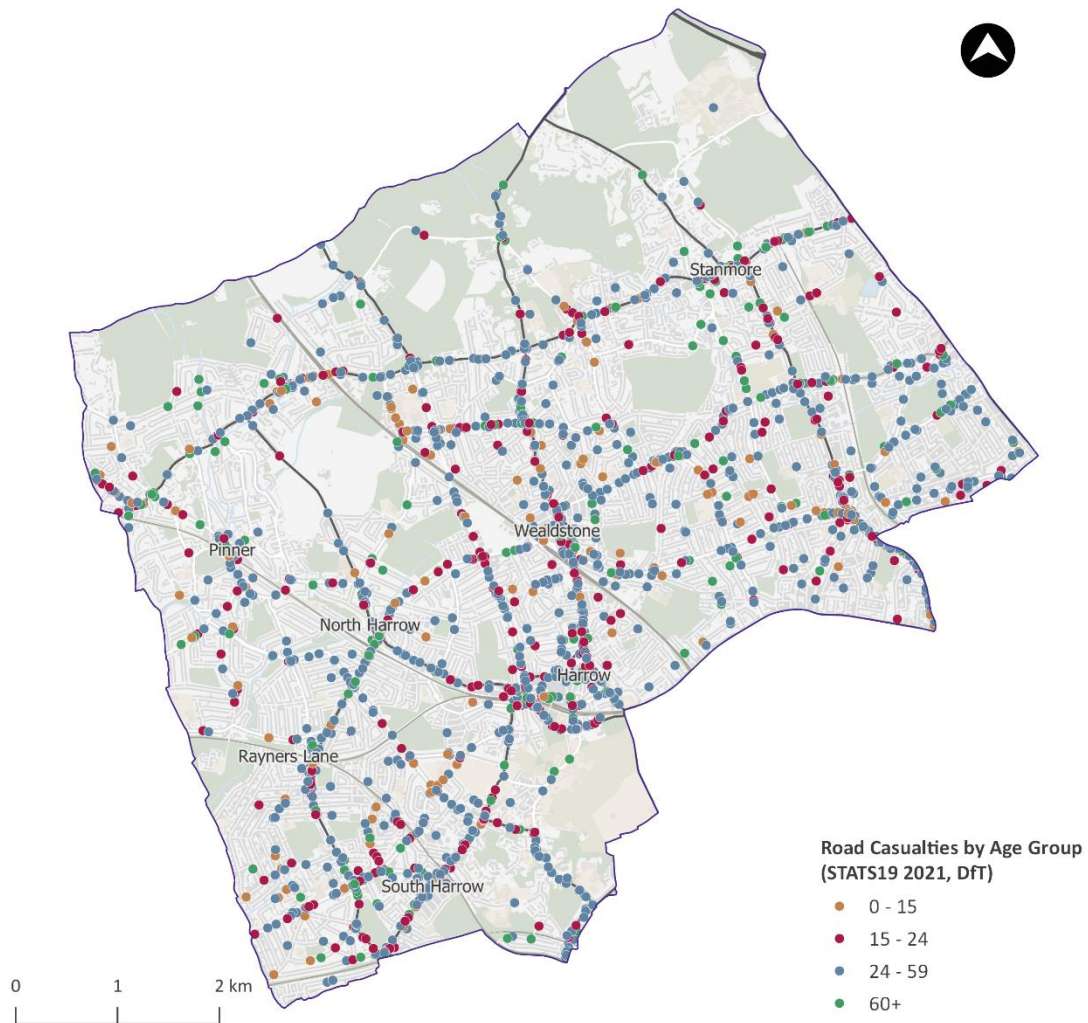 Stanmore
Wealdstone
Pinner
North Harrow
Harrow
Rayners Lane
South Harrow
Road Casualties by Age Group
(STATS19 2021, DfT)
0 - 15
15 - 24
24 - 59
60+
0 1 2 km